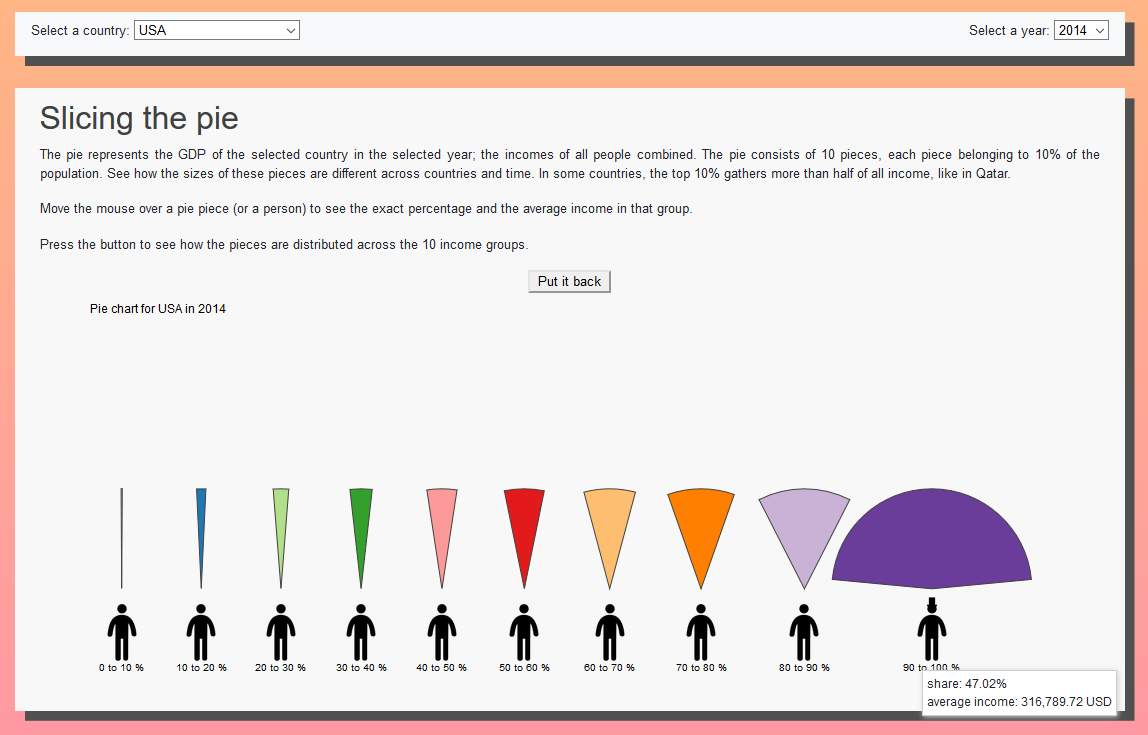 Select a country: USA Select a year: 2014
Slicing the pie
The pie represents the GDP of the selected country in the selected year; the incomes of all people combined. The pie consists of 10 pieces, each piece belonging to 10% of the
population. See how the sizes of these pieces are different across countries and time. In some countries, the top 10% gathers more than half of all income, like in Qatar.
Move the mouse over a pie piece (or a person) to see the exact percentage and the average income in that group.
Press the button to see how the pieces are distributed across the 10 income groups.
Put it back
Pie chart for USA in 2014
0 to 10 % 10 to 20 % 20 to 30 % 30 to 40 % 40 to 50 % 50 to 60 % 60 to 70 % 70 to 80 % 80 to 90 % 90 to 100 %
share: 47.02%
average income: 316,789.72 USD